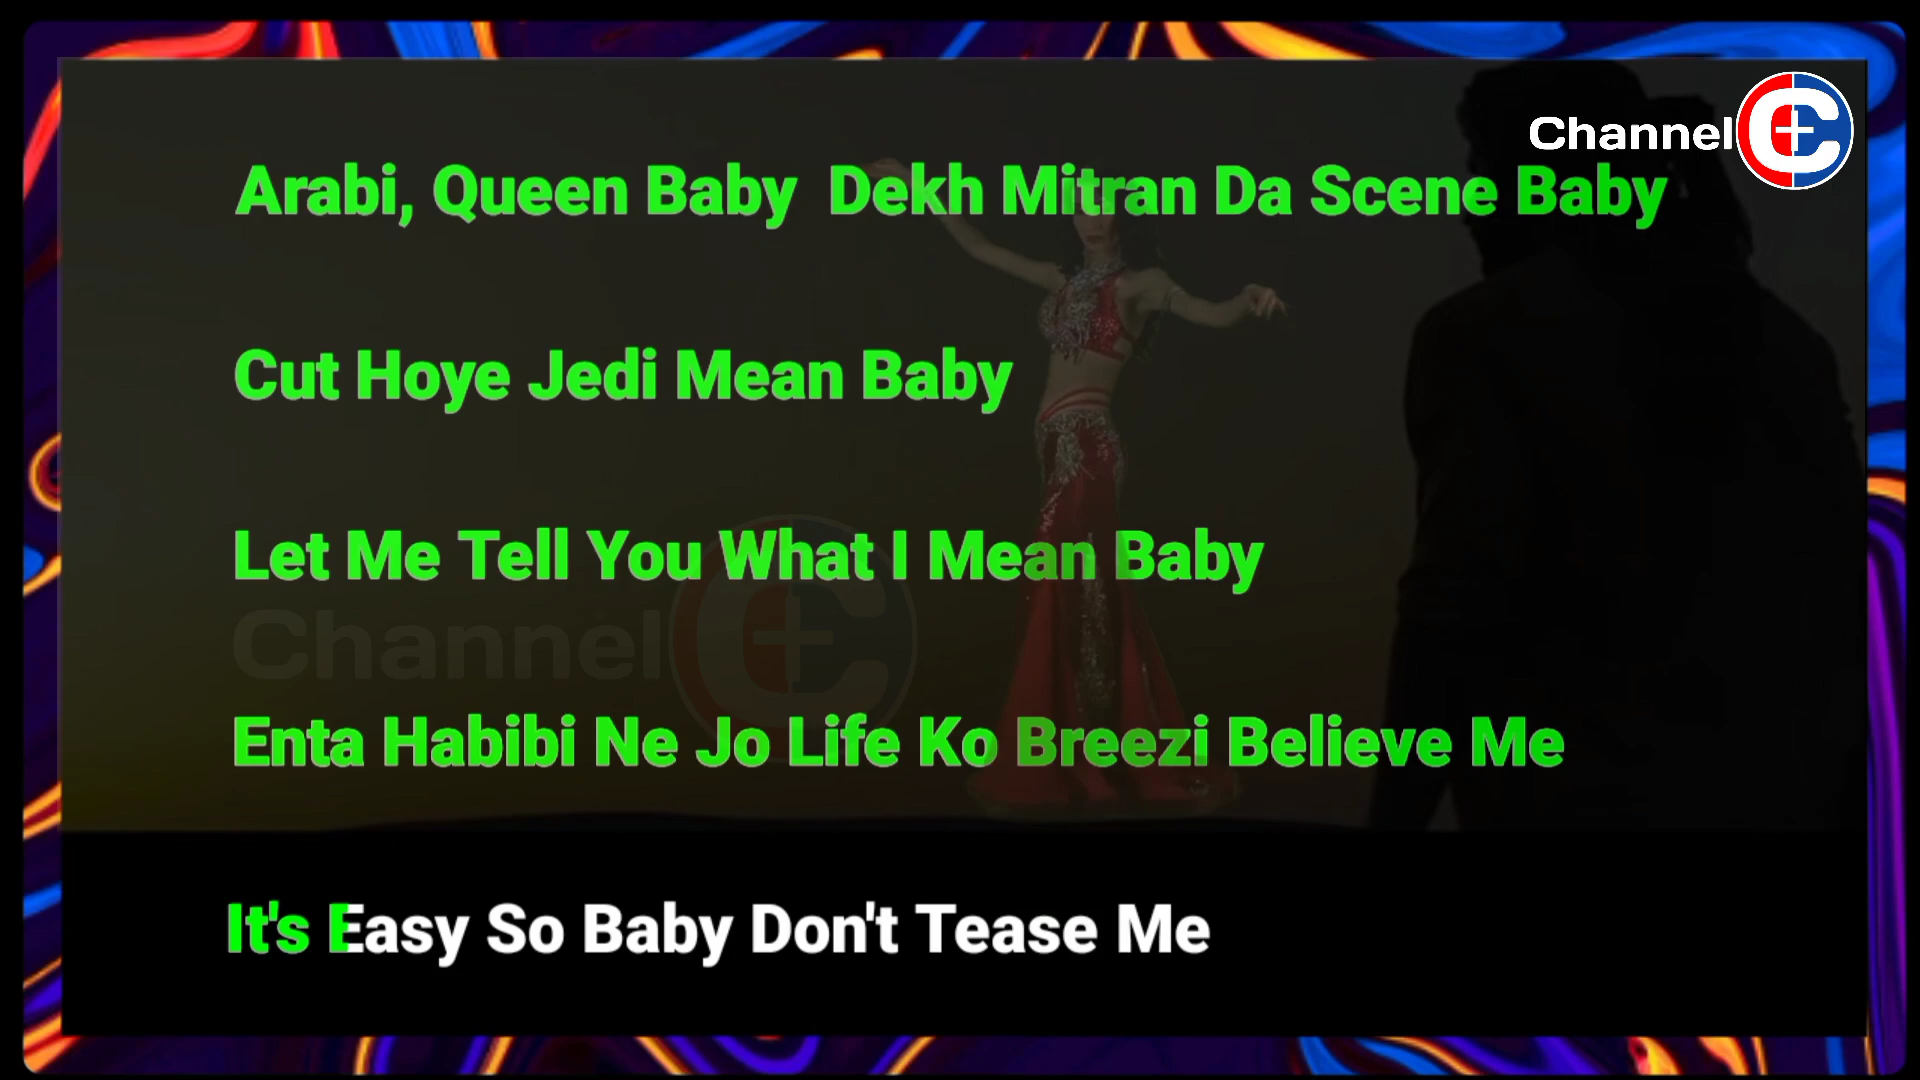 Channel C+
Arabi, Queen Baby Dekh Mitran Da Scene Baby
Cut Hoye Jedi Mean Baby
Let Me Tell You What I Mean Baby
Channel C+
Enta Habibi Ne Jo Life Ko Breezi Believe Me
It's Easy So Baby Don't Tease Me